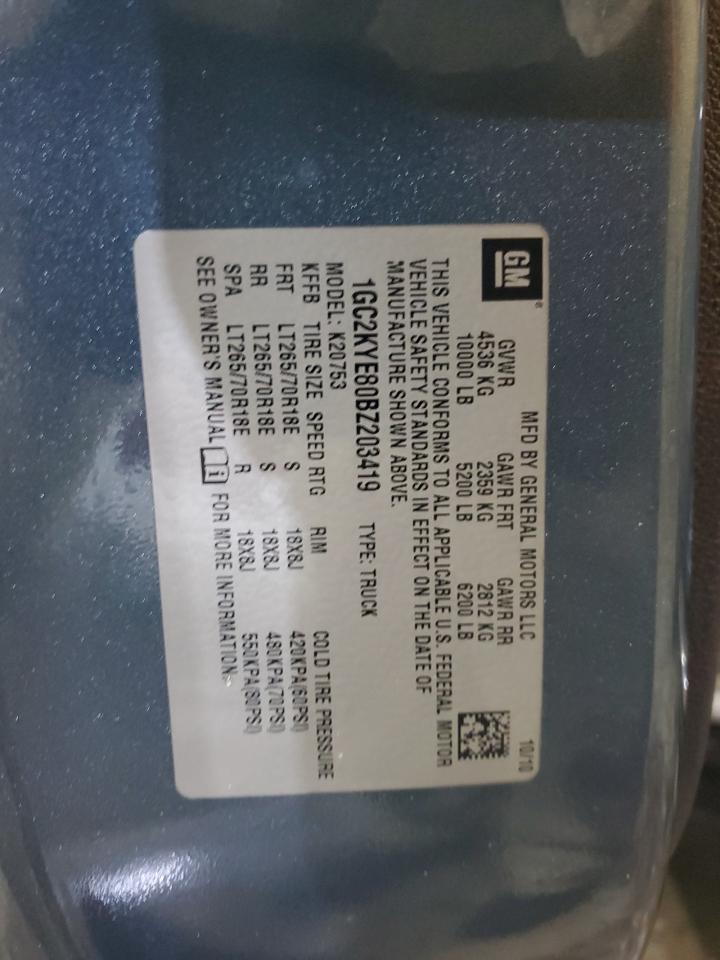 GM®
MFD BY GENERAL MOTORS LLC 10/10
GVWR GAWR FRT GAWR RR
4536 KG 2359 KG 2812 KG
10000 LB 5200 LB 6200 LB
THIS VEHICLE CONFORMS TO ALL APPLICABLE U.S. FEDERAL MOTOR
VEHICLE SAFETY STANDARDS IN EFFECT ON THE DATE OF
MANUFACTURE SHOWN ABOVE.
1GC2KYE80BZ203419 TYPE: TRUCK
MODEL: K20753
KFFB TIRE SIZE SPEED RTG RIM COLD TIRE PRESSURE
FRT LT265/70R18E S 18X8J 420KPA(60PSI)
RR LT265/70R18E S 18X8J 480KPA(70PSI)
SPA LT265/70R18E R 18X8J 550KPA(80PSI)
SEE OWNER'S MANUAL i FOR MORE INFORMATION.